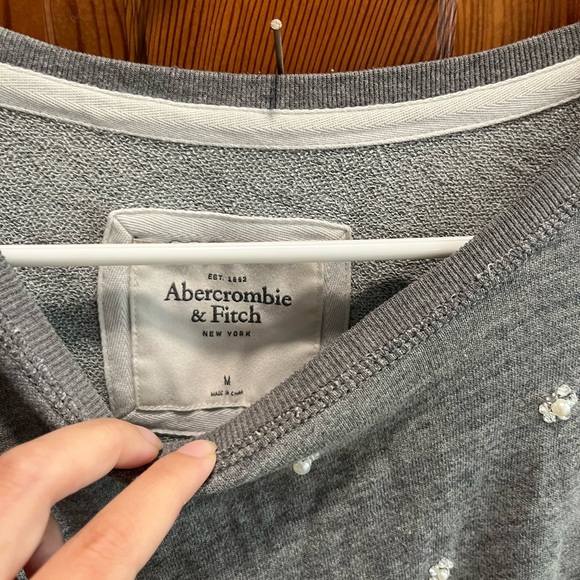 EST. 1892
Abercrombie
& Fitch
NEW YORK
M
MADE IN CHINA